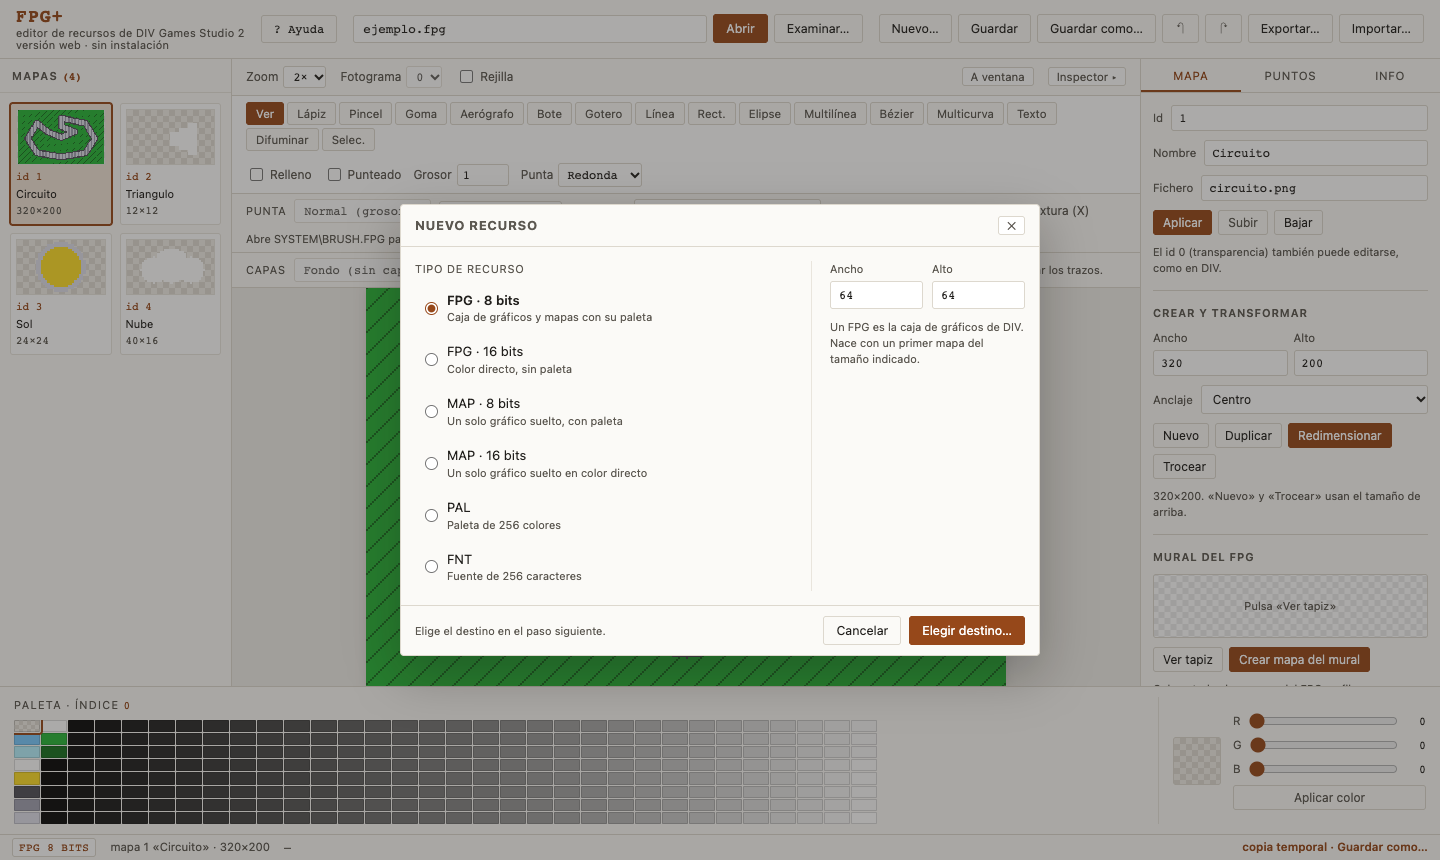 FPG+
editor de recursos de DIV Games Studio 2
versión web · sin instalación
? Ayuda
ejemplo.fpg
Abrir
Examinar...
Nuevo...
Guardar
Guardar como...
Exportar...
Importar...
MAPAS (4)
id 1
Circuito
320×200
id 2
Triangulo
12×12
id 3
Sol
24×24
id 4
Nube
40×16
Zoom
2×
Fotograma
0
Rejilla
A ventana
Inspector ▸
Ver
Lápiz
Pincel
Goma
Aerógrafo
Bote
Gotero
Línea
Rect.
Elipse
Multilínea
Bézier
Multicurva
Texto
Difuminar
Selec.
Relleno
Punteado
Grosor
1
Punta
Redonda
PUNTA
Normal (groso
xtura (X)
Abre SYSTEM\BRUSH.FPG pa
CAPAS
Fondo (sin cap
r los trazos.
NUEVO RECURSO
TIPO DE RECURSO
FPG · 8 bits
Caja de gráficos y mapas con su paleta
FPG · 16 bits
Color directo, sin paleta
MAP · 8 bits
Un solo gráfico suelto, con paleta
MAP · 16 bits
Un solo gráfico suelto en color directo
PAL
Paleta de 256 colores
FNT
Fuente de 256 caracteres
Ancho
Alto
64
64
Un FPG es la caja de gráficos de DIV.
Nace con un primer mapa del
tamaño indicado.
Elige el destino en el paso siguiente.
Cancelar
Elegir destino...
MAPA
PUNTOS
INFO
Id
1
Nombre
Circuito
Fichero
circuito.png
Aplicar
Subir
Bajar
El id 0 (transparencia) también puede editarse,
como en DIV.
CREAR Y TRANSFORMAR
Ancho
Alto
320
200
Anclaje
Centro
Nuevo
Duplicar
Redimensionar
Trocear
320×200. «Nuevo» y «Trocear» usan el tamaño de
arriba.
MURAL DEL FPG
Pulsa «Ver tapiz»
Ver tapiz
Crear mapa del mural
PALETA · ÍNDICE 0
R
0
G
0
B
0
Aplicar color
FPG 8 BITS
mapa 1 «Circuito» · 320×200
—
copia temporal · Guardar como...